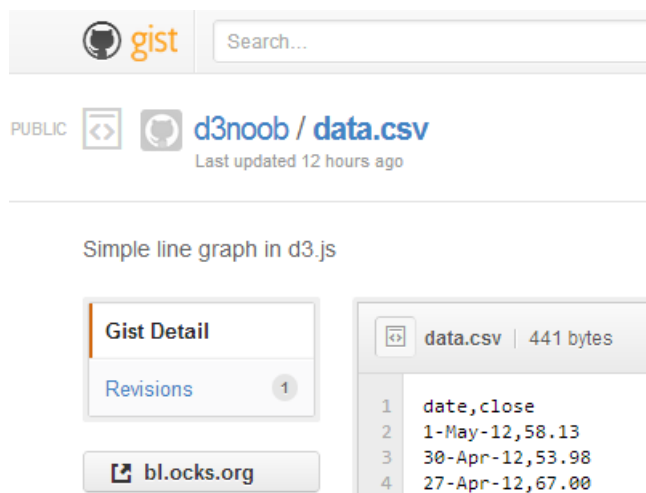 gist Search...
PUBLIC d3noob / data.csv
Last updated 12 hours ago
Simple line graph in d3.js
Gist Detail
Revisions 1
bl.ocks.org
data.csv | 441 bytes
1 date,close
2 1-May-12,58.13
3 30-Apr-12,53.98
4 27-Apr-12,67.00